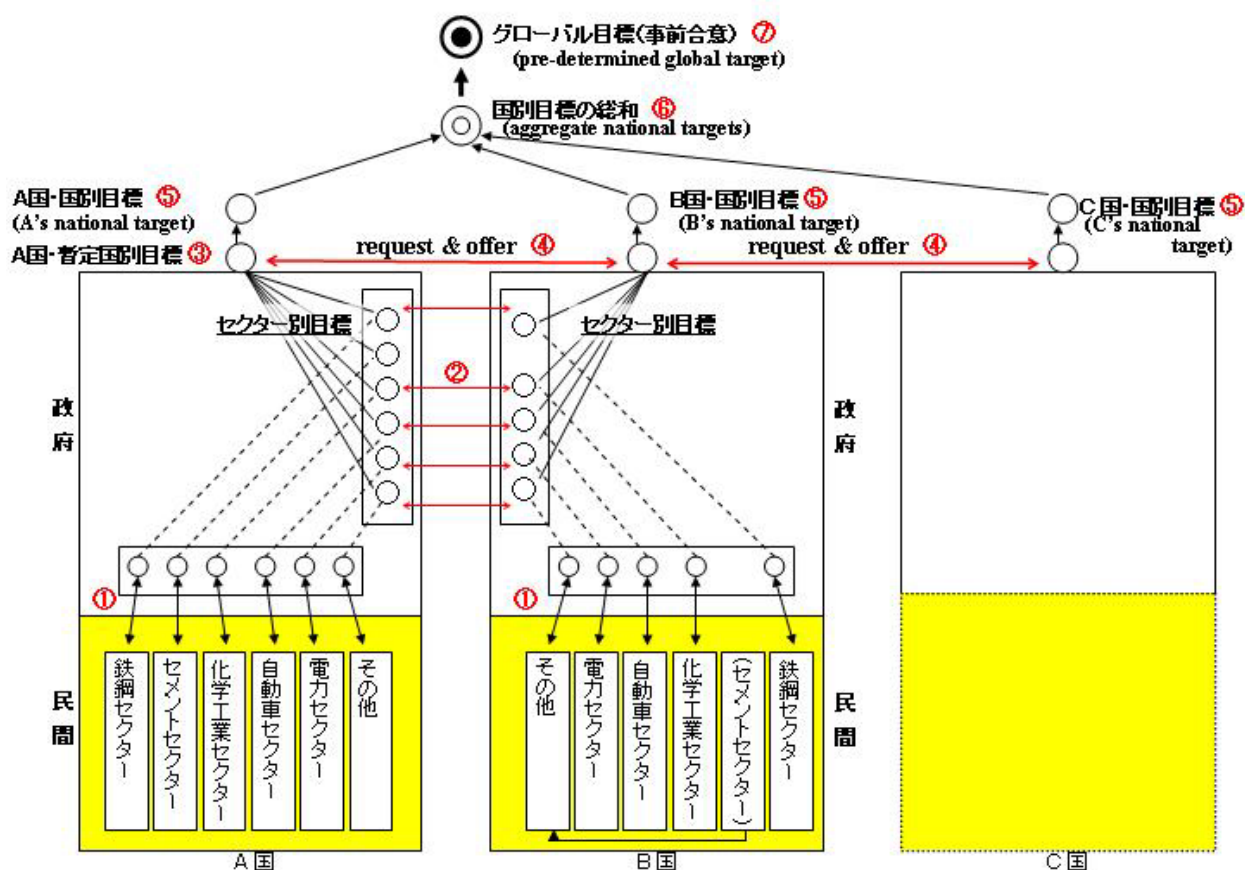 グローバル目標(事前合意) ⑦
(pre-determined global target)
国別目標の総和 ⑥
(aggregate national targets)
A国・国別目標 ⑤
(A's national target)
B国・国別目標 ⑤
(B's national target)
C国・国別目標 ⑤
(C's national
target)
A国・暫定国別目標 ③
request & offer ④
request & offer ④
セクター別目標
セクター別目標
②
政府
政府
①
①
民間
鉄鋼セクター
セメントセクター
化学工業セクター
自動車セクター
電力セクター
その他
その他
電力セクター
自動車セクター
化学工業セクター
(セメントセクター)
鉄鋼セクター
民間
A国
B国
C国